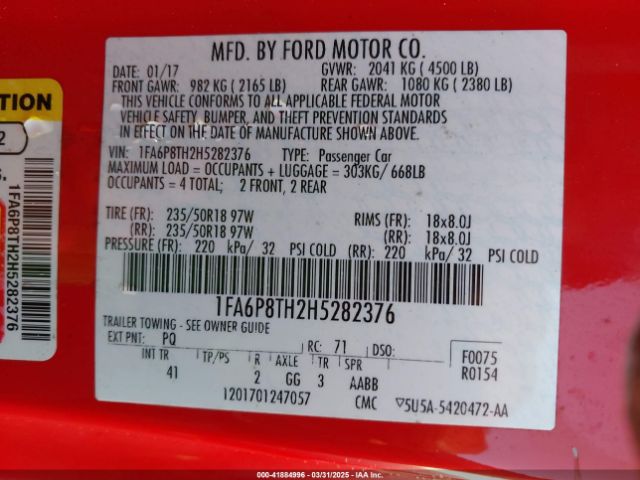 MFD. BY FORD MOTOR CO.
DATE: 01/17 GVWR: 2041 KG ( 4500 LB)
FRONT GAWR: 982 KG ( 2165 LB) REAR GAWR: 1080 KG ( 2380 LB)
THIS VEHICLE CONFORMS TO ALL APPLICABLE FEDERAL MOTOR
VEHICLE SAFETY, BUMPER, AND THEFT PREVENTION STANDARDS
IN EFFECT ON THE DATE OF MANUFACTURE SHOWN ABOVE.
VIN: 1FA6P8TH2H5282376 TYPE: Passenger Car
MAXIMUM LOAD = OCCUPANTS + LUGGAGE = 303KG/ 668LB
OCCUPANTS = 4 TOTAL; 2 FRONT, 2 REAR
TIRE (FR): 235/50R18 97W RIMS (FR): 18x8.0J
(RR): 235/50R18 97W (RR): 18x8.0J
PRESSURE (FR): 220 kPa/ 32 PSI COLD (RR): 220 kPa/ 32 PSI COLD
1FA6P8TH2H5282376
TRAILER TOWING - SEE OWNER GUIDE
EXT PNT: PQ RC: 71 DSO: F0075
R0154
INT TR TP/PS R AXLE TR SPR
41 2 GG 3 AABB
1201701247057 CMC 5U5A-5420472-AA
TION
2
1FA6P8TH2H5282376
000-41884996 - 03/31/2025 - IAAI.COM